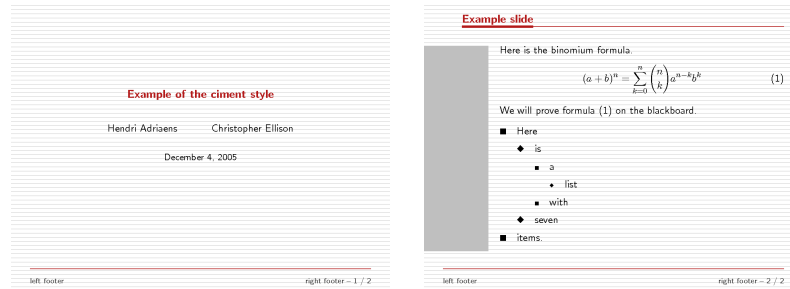 Example of the ciment style
Hendri Adriaens Christopher Ellison
December 4, 2005
left footer right footer – 1 / 2
Example slide
Here is the binomium formula.
(a + b)^n = \sum_{k=0}^{n} \binom{n}{k} a^{n-k} b^k (1)
We will prove formula (1) on the blackboard.
■ Here
◆ is
■ a
◆ list
■ with
◆ seven
■ items.
left footer right footer – 2 / 2